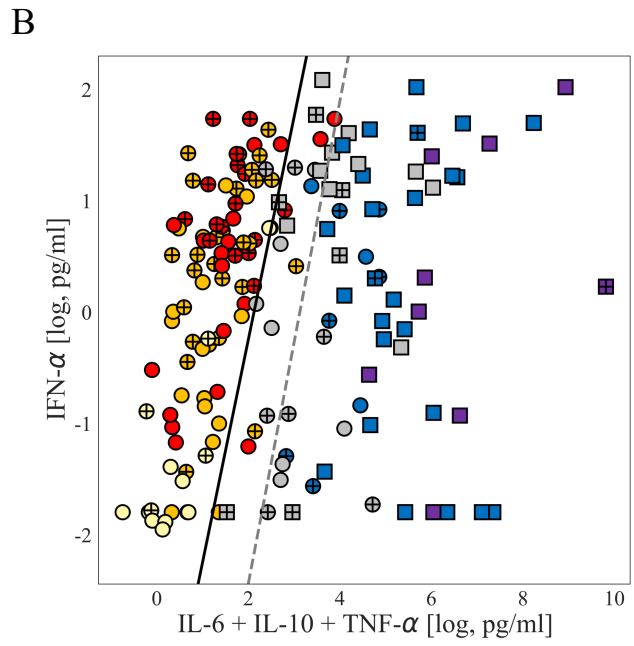 B
2
1
0
-1
-2
IFN-α [log, pg/ml]
0 2 4 6 8 10
IL-6 + IL-10 + TNF-α [log, pg/ml]